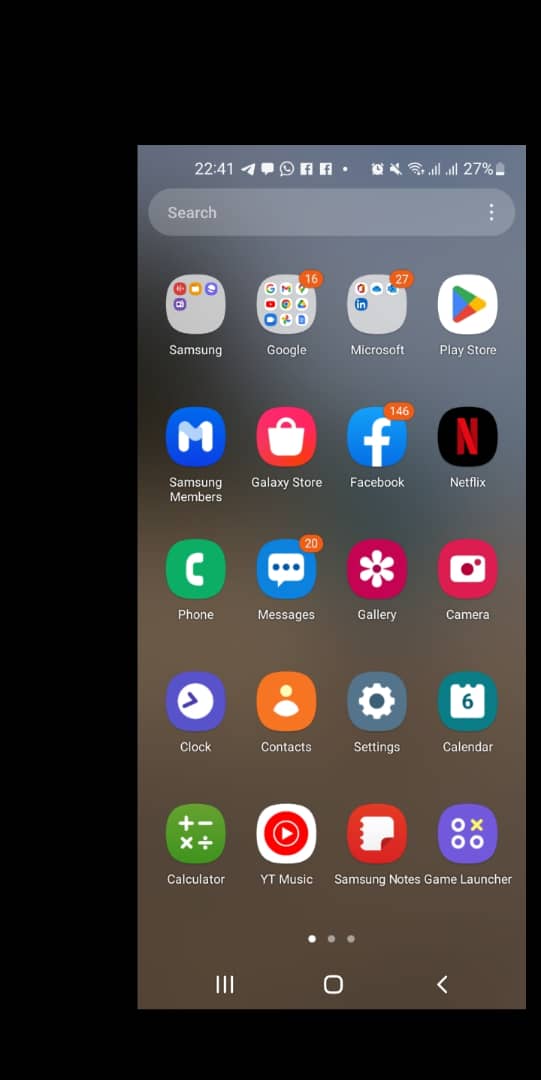 22:41 27%
Search
16 27
Samsung Google Microsoft Play Store
146
Samsung Members Galaxy Store Facebook Netflix
20
Phone Messages Gallery Camera
6
Clock Contacts Settings Calendar
Calculator YT Music Samsung Notes Game Launcher